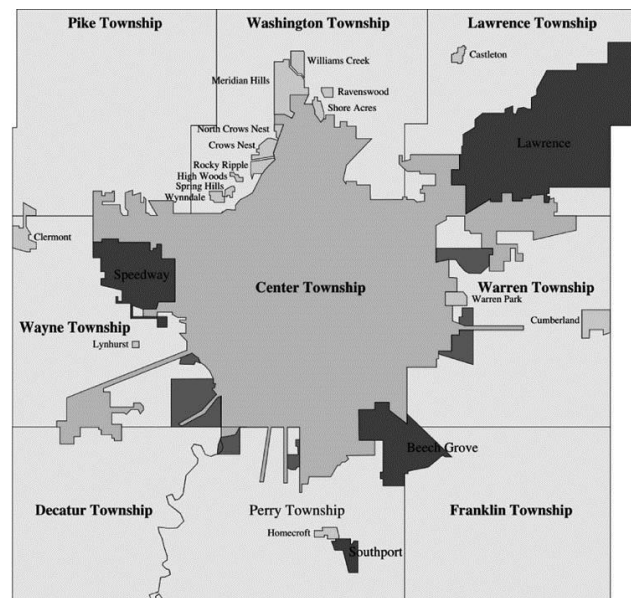 Pike Township
Washington Township
Lawrence Township
Williams Creek
Castleton
Meridian Hills
Ravenswood
Shore Acres
North Crows Nest
Lawrence
Crows Nest
Rocky Ripple
High Woods
Spring Hills
Wynndale
Clermont
Speedway
Center Township
Warren Township
Warren Park
Cumberland
Wayne Township
Lynhurst
Beech Grove
Decatur Township
Perry Township
Franklin Township
Homecroft
Southport